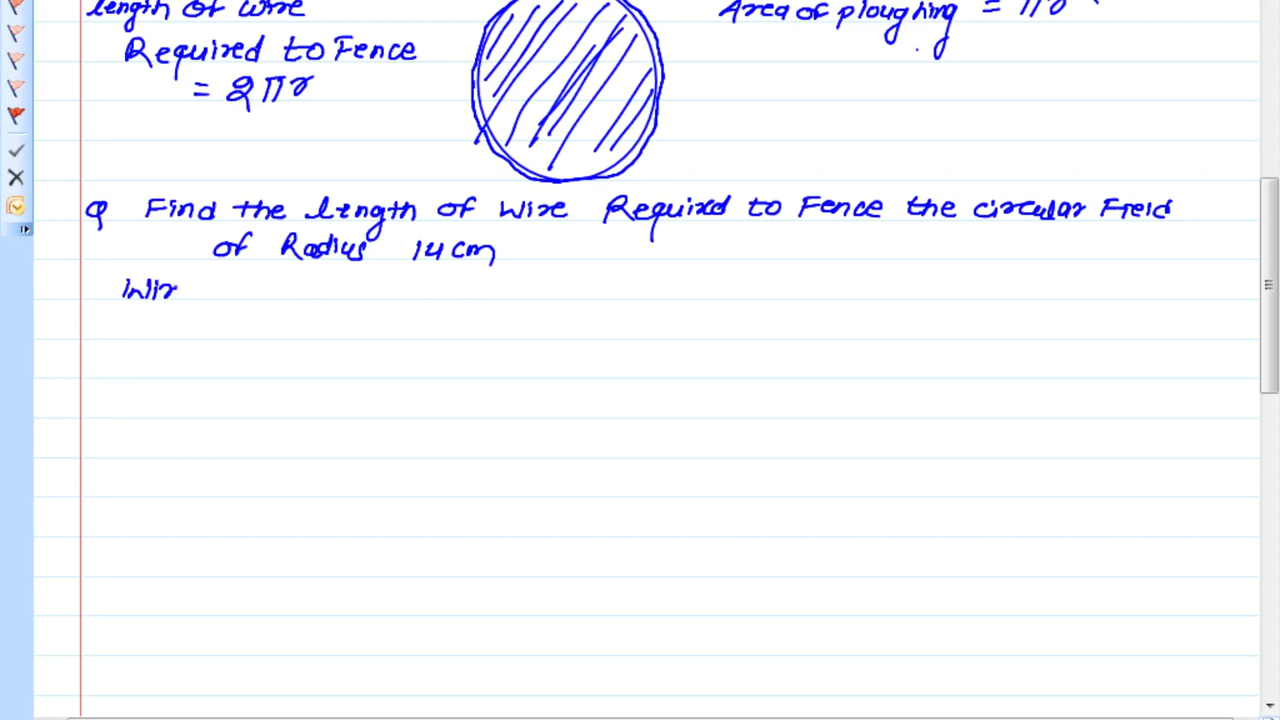 length of wire
Required to Fence
= 2πr
Area of ploughing = πr
Q Find the length of wire Required to Fence the circular Field
of Radius 14 cm
Wir